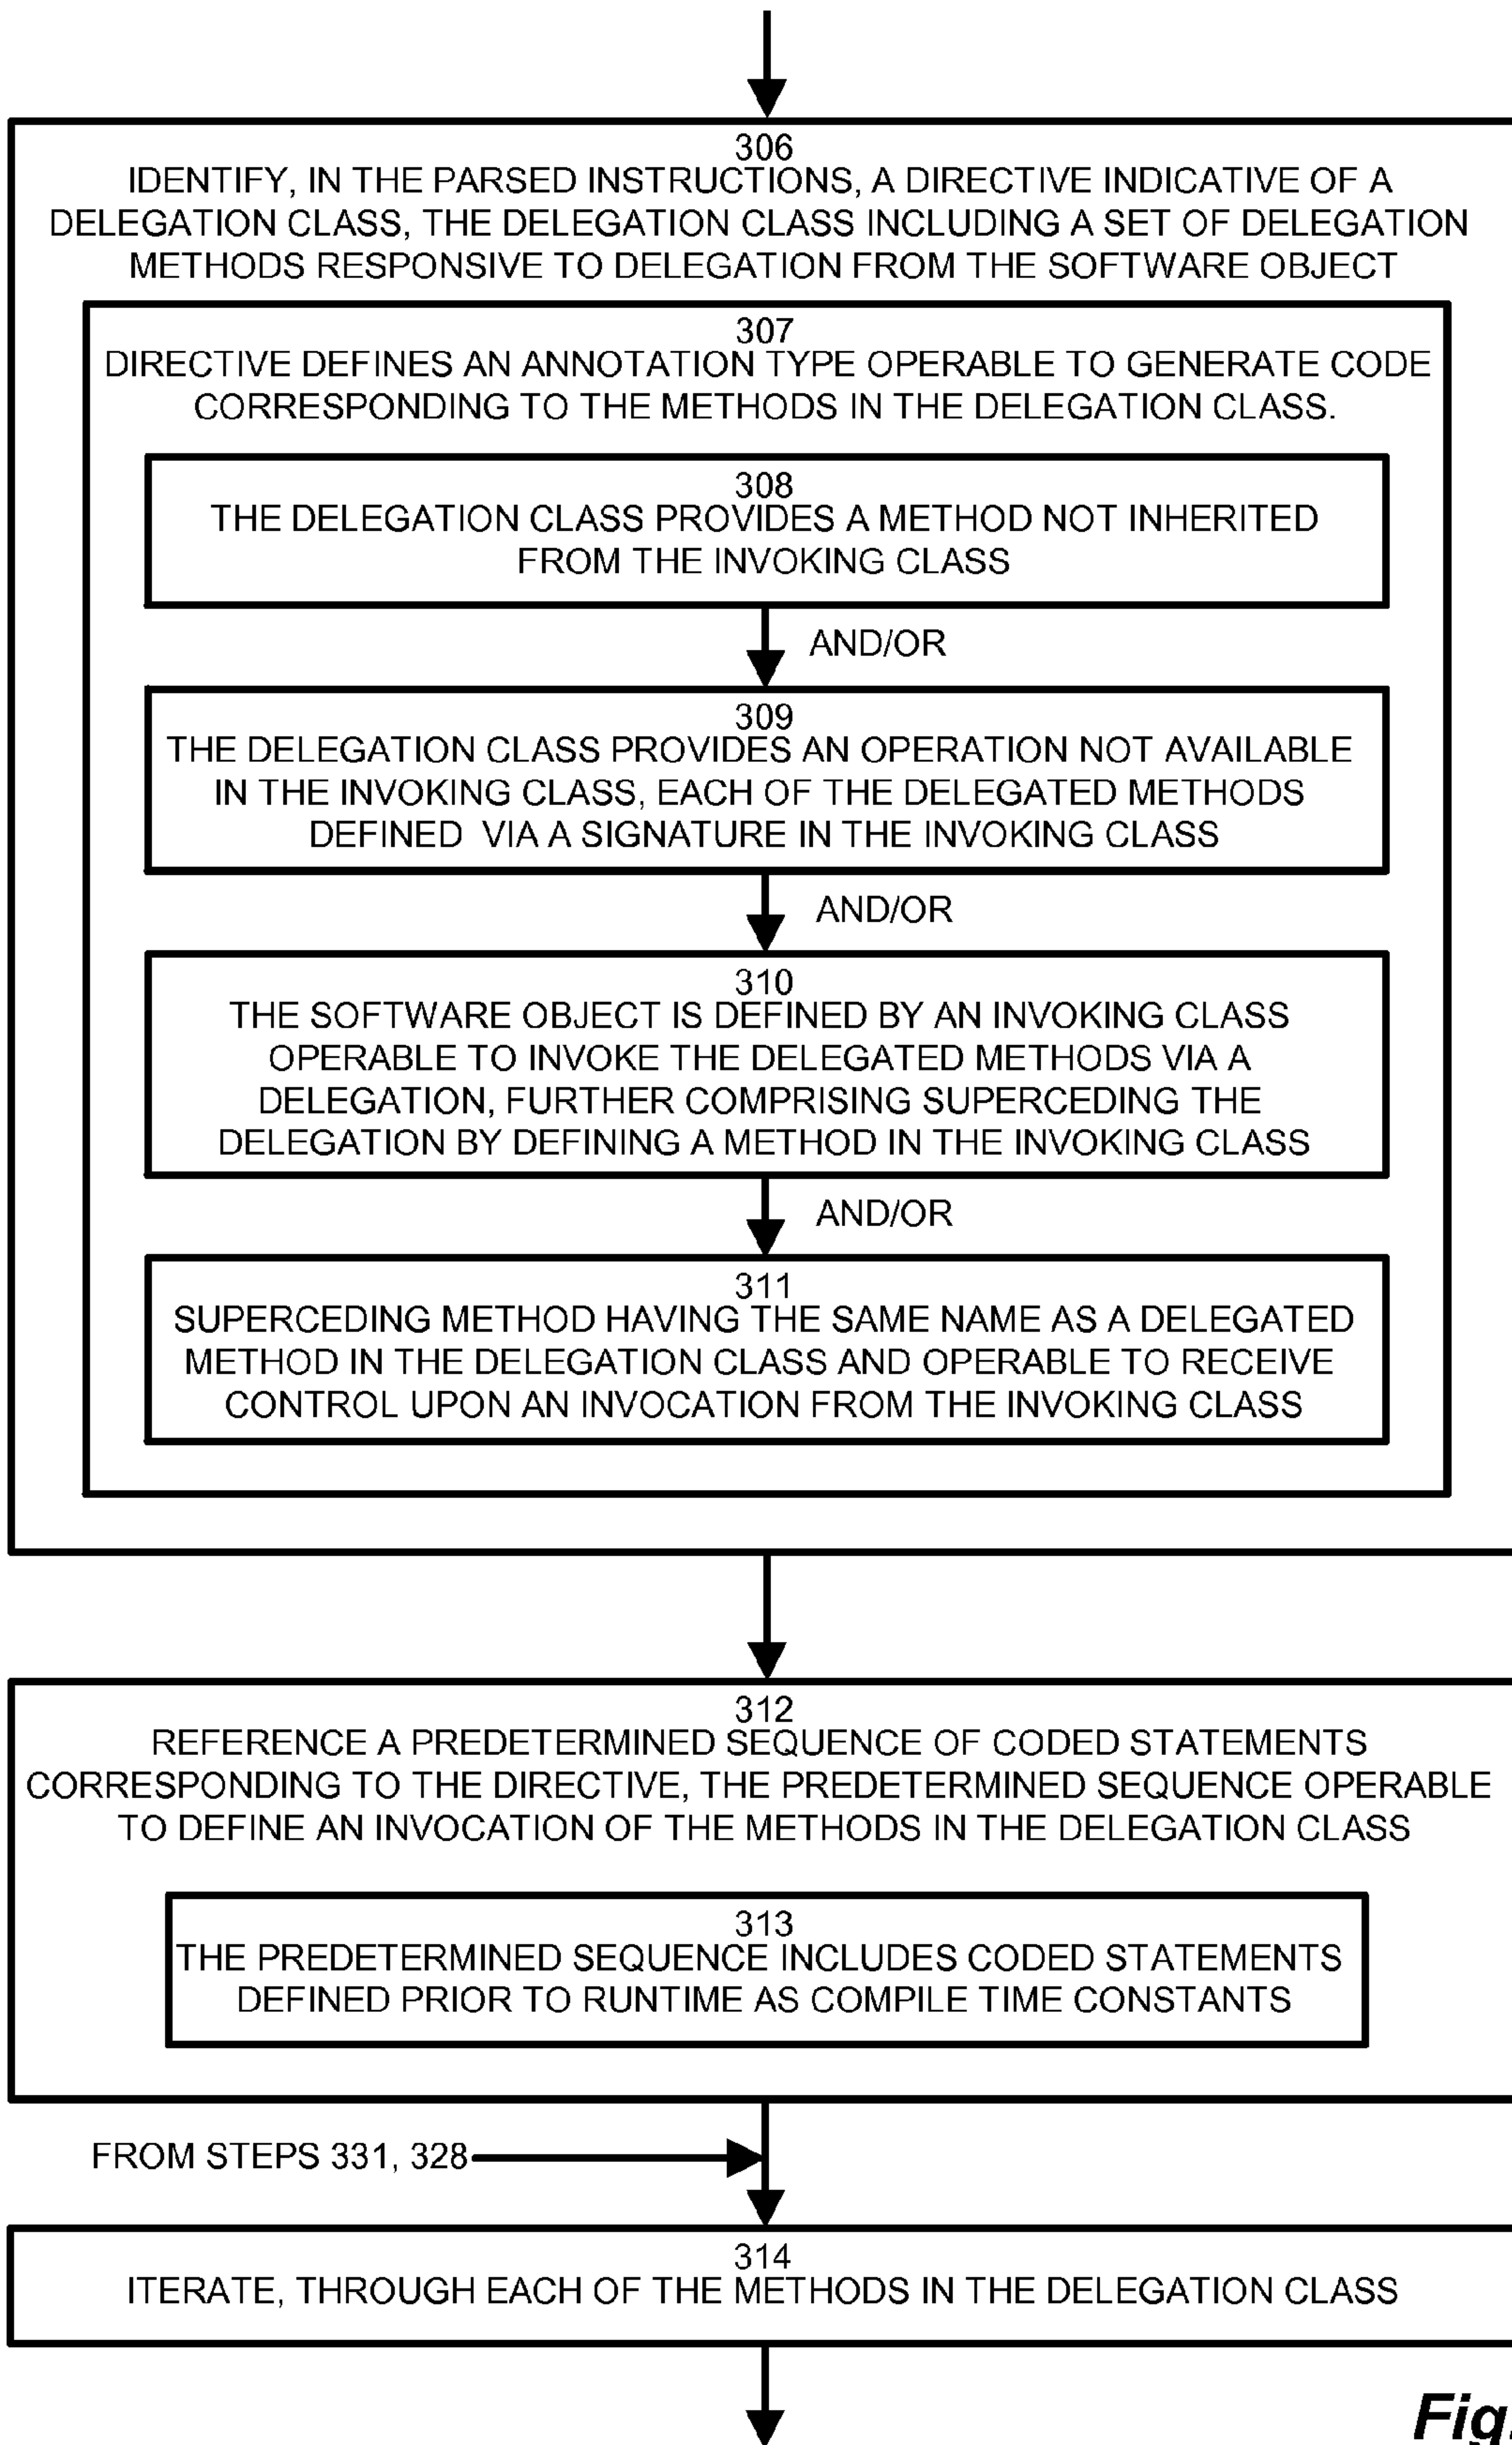 306
IDENTIFY, IN THE PARSED INSTRUCTIONS, A DIRECTIVE INDICATIVE OF A
DELEGATION CLASS, THE DELEGATION CLASS INCLUDING A SET OF DELEGATION
METHODS RESPONSIVE TO DELEGATION FROM THE SOFTWARE OBJECT
307
DIRECTIVE DEFINES AN ANNOTATION TYPE OPERABLE TO GENERATE CODE
CORRESPONDING TO THE METHODS IN THE DELEGATION CLASS.
308
THE DELEGATION CLASS PROVIDES A METHOD NOT INHERITED
FROM THE INVOKING CLASS
AND/OR
309
THE DELEGATION CLASS PROVIDES AN OPERATION NOT AVAILABLE
IN THE INVOKING CLASS, EACH OF THE DELEGATED METHODS
DEFINED VIA A SIGNATURE IN THE INVOKING CLASS
AND/OR
310
THE SOFTWARE OBJECT IS DEFINED BY AN INVOKING CLASS
OPERABLE TO INVOKE THE DELEGATED METHODS VIA A
DELEGATION, FURTHER COMPRISING SUPERCEDING THE
DELEGATION BY DEFINING A METHOD IN THE INVOKING CLASS
AND/OR
311
SUPERCEDING METHOD HAVING THE SAME NAME AS A DELEGATED
METHOD IN THE DELEGATION CLASS AND OPERABLE TO RECEIVE
CONTROL UPON AN INVOCATION FROM THE INVOKING CLASS
312
REFERENCE A PREDETERMINED SEQUENCE OF CODED STATEMENTS
CORRESPONDING TO THE DIRECTIVE, THE PREDETERMINED SEQUENCE OPERABLE
TO DEFINE AN INVOCATION OF THE METHODS IN THE DELEGATION CLASS
313
THE PREDETERMINED SEQUENCE INCLUDES CODED STATEMENTS
DEFINED PRIOR TO RUNTIME AS COMPILE TIME CONSTANTS
FROM STEPS 331, 328
314
ITERATE, THROUGH EACH OF THE METHODS IN THE DELEGATION CLASS
Fig.